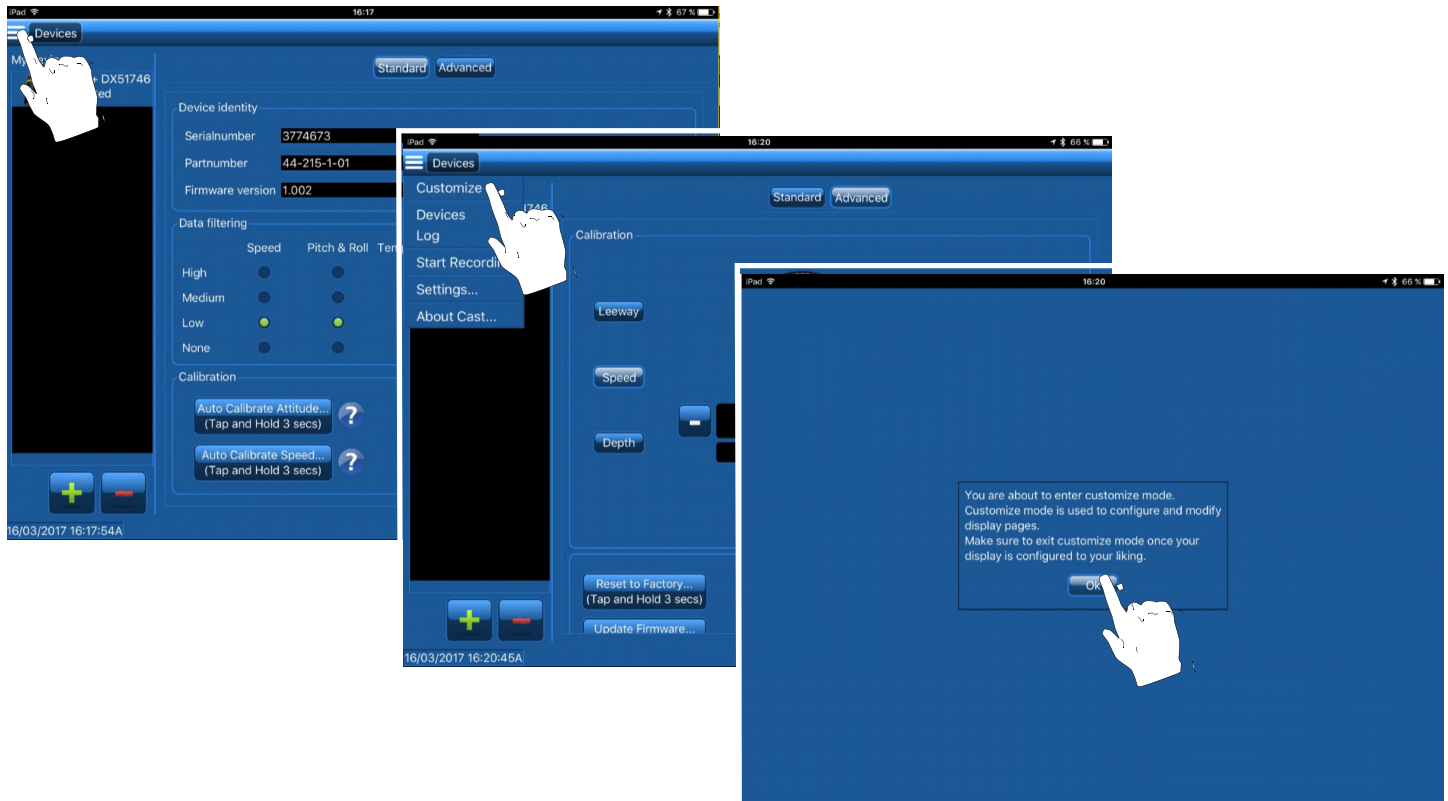 iPad 16:17 67 %
Devices
My
DX51746
ed
Standard Advanced
Device identity
Serialnumber 3774673
Partnumber 44-215-1-01
Firmware version 1.002
Data filtering
Speed Pitch & Roll
High
Medium
Low
None
Calibration
Auto Calibrate Attitude...
(Tap and Hold 3 secs)
?
Auto Calibrate Speed...
(Tap and Hold 3 secs)
?
16/03/2017 16:17:54A
iPad 16:20 66 %
Devices
Customize
1746
Devices
Log
Start Recordin
Settings...
About Cast...
Standard Advanced
Calibration
Leeway
Speed
Depth
Reset to Factory...
(Tap and Hold 3 secs)
Update Firmware...
16/03/2017 16:20:45A
iPad 16:20 66 %
You are about to enter customize mode.
Customize mode is used to configure and modify
display pages.
Make sure to exit customize mode once your
display is configured to your liking.
Ok